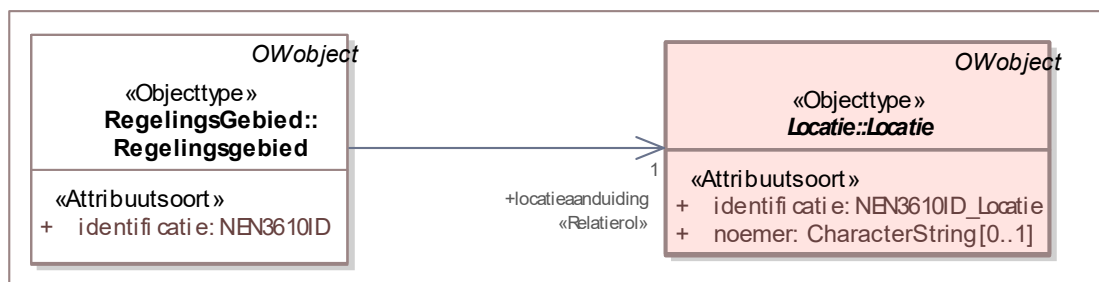 OWobject
«Objecttype»
RegelingsGebied::
Regelingsgebied
«Attribuutsoort»
+ identificatie: NEN3610ID
1
+locatieaanduiding
«Relatierol»
OWobject
«Objecttype»
Locatie::Locatie
«Attribuutsoort»
+ identificatie: NEN3610ID_Locatie
+ noemer: CharacterString [0..1]